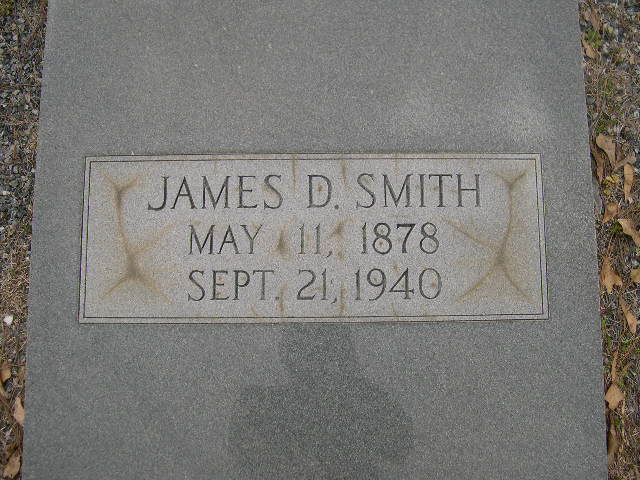 JAMES D. SMITH
MAY 11, 1878
SEPT. 21, 1940